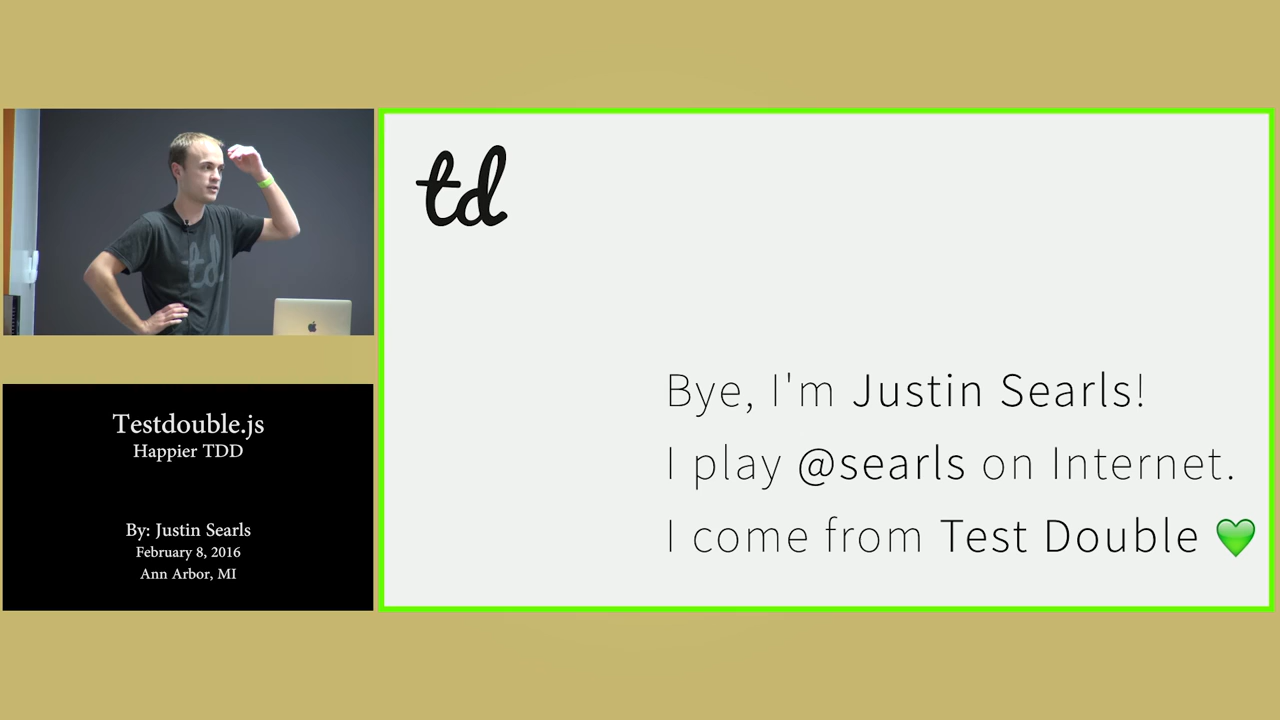 td
Testdouble.js
Happier TDD
By: Justin Searls
February 8, 2016
Ann Arbor, MI
td
Bye, I'm Justin Searls!
I play @searls on Internet.
I come from Test Double 💚